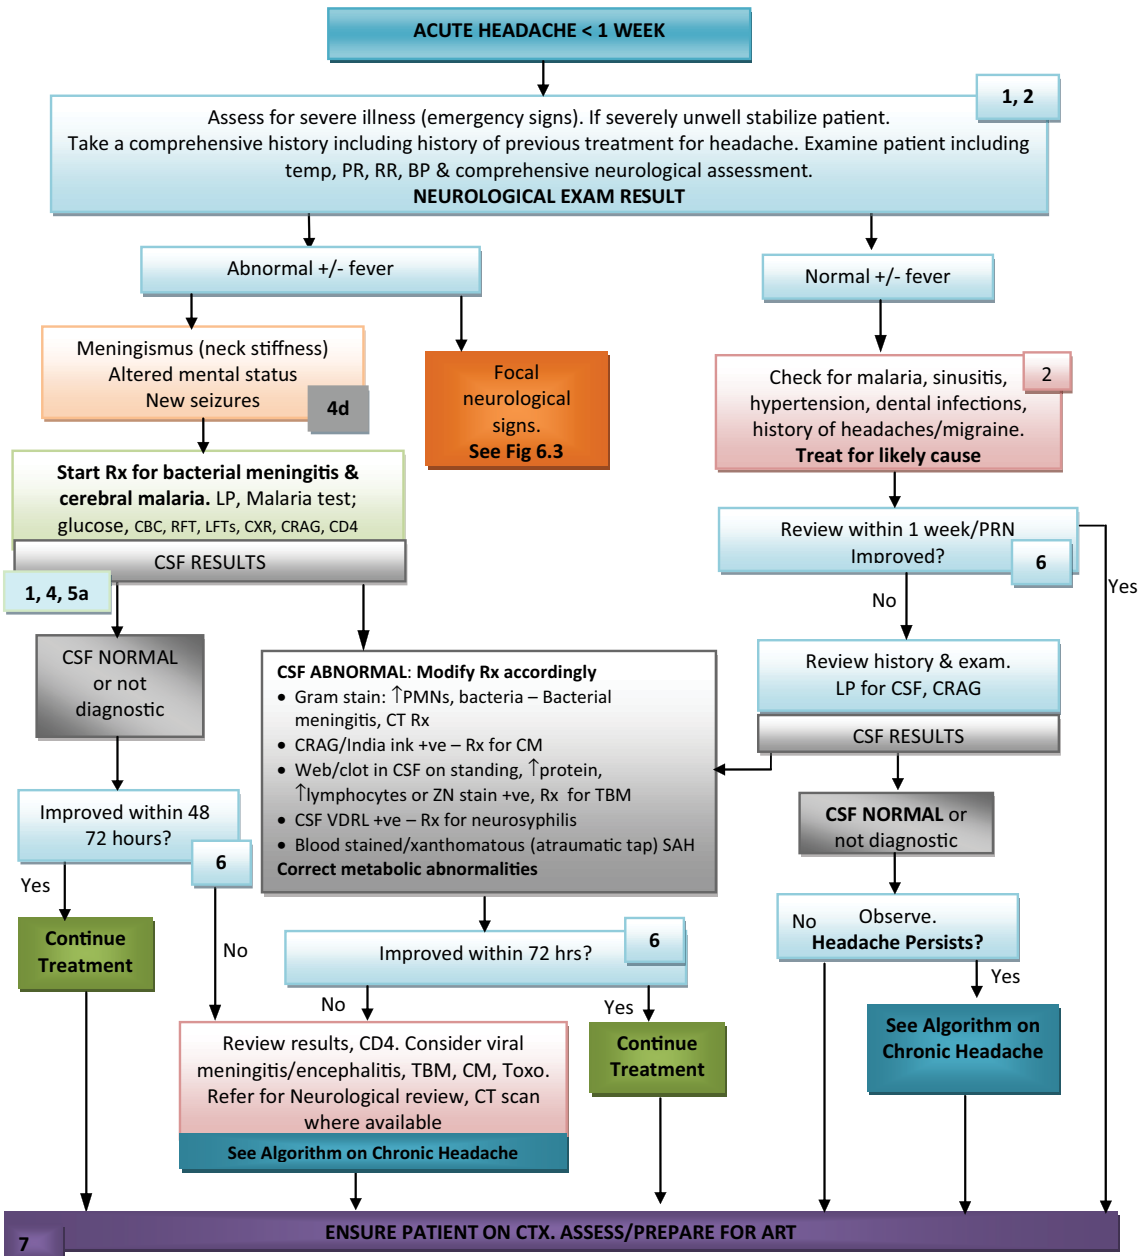 ACUTE HEADACHE < 1 WEEK
1, 2
Assess for severe illness (emergency signs). If severely unwell stabilize patient.
Take a comprehensive history including history of previous treatment for headache. Examine patient including
temp, PR, RR, BP & comprehensive neurological assessment.
NEUROLOGICAL EXAM RESULT
Abnormal +/- fever
Normal +/- fever
Meningismus (neck stiffness)
Altered mental status
New seizures
4d
Focal
neurological
signs.
See Fig 6.3
2
Check for malaria, sinusitis,
hypertension, dental infections,
history of headaches/migraine.
Treat for likely cause
Start Rx for bacterial meningitis &
cerebral malaria. LP, Malaria test;
glucose, CBC, RFT, LFTs, CXR, CRAG, CD4
CSF RESULTS
1, 4, 5a
Review within 1 week/PRN
Improved?
6
Yes
No
CSF NORMAL
or not
diagnostic
CSF ABNORMAL: Modify Rx accordingly
• Gram stain: ↑PMNs, bacteria – Bacterial
meningitis, CT Rx
• CRAG/India ink +ve – Rx for CM
• Web/clot in CSF on standing, ↑protein,
↑lymphocytes or ZN stain +ve, Rx for TBM
• CSF VDRL +ve – Rx for neurosyphilis
• Blood stained/xanthomatous (atraumatic tap) SAH
Correct metabolic abnormalities
Review history & exam.
LP for CSF, CRAG
CSF RESULTS
CSF NORMAL or
not diagnostic
Improved within 48
72 hours?
6
Yes
No
Continue
Treatment
Improved within 72 hrs?
6
No
Yes
No
Observe.
Headache Persists?
Yes
Review results, CD4. Consider viral
meningitis/encephalitis, TBM, CM, Toxo.
Refer for Neurological review, CT scan
where available
See Algorithm on Chronic Headache
Continue
Treatment
See Algorithm on
Chronic Headache
7
ENSURE PATIENT ON CTX. ASSESS/PREPARE FOR ART